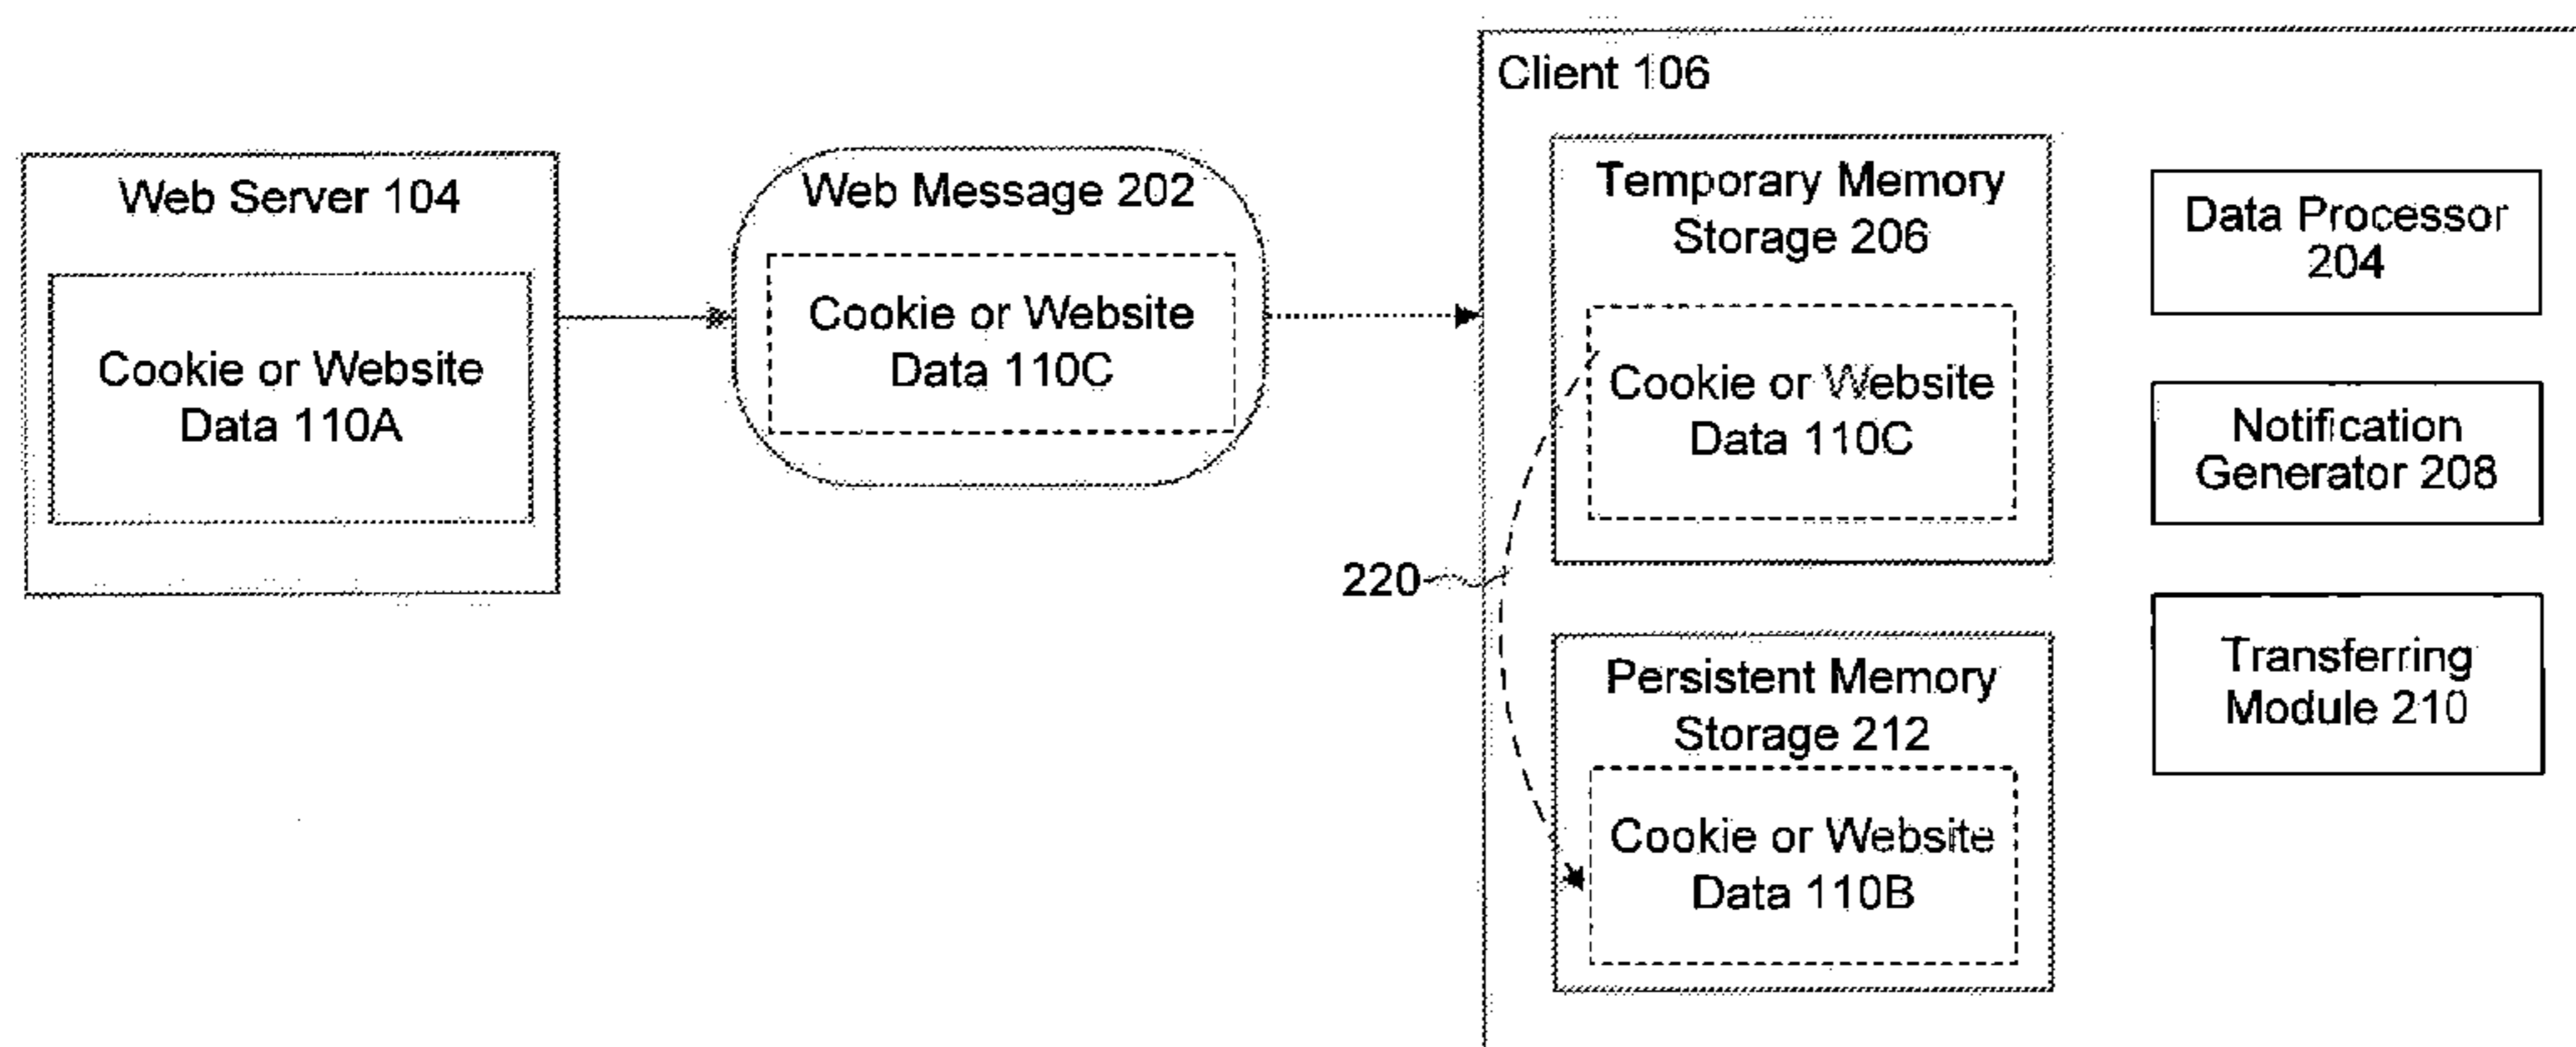 Web Server 104
Cookie or Website
Data 110A
Web Message 202
Cookie or Website
Data 110C
Client 106
Temporary Memory
Storage 206
Cookie or Website
Data 110C
220
Persistent Memory
Storage 212
Cookie or Website
Data 110B
Data Processor
204
Notification
Generator 208
Transferring
Module 210